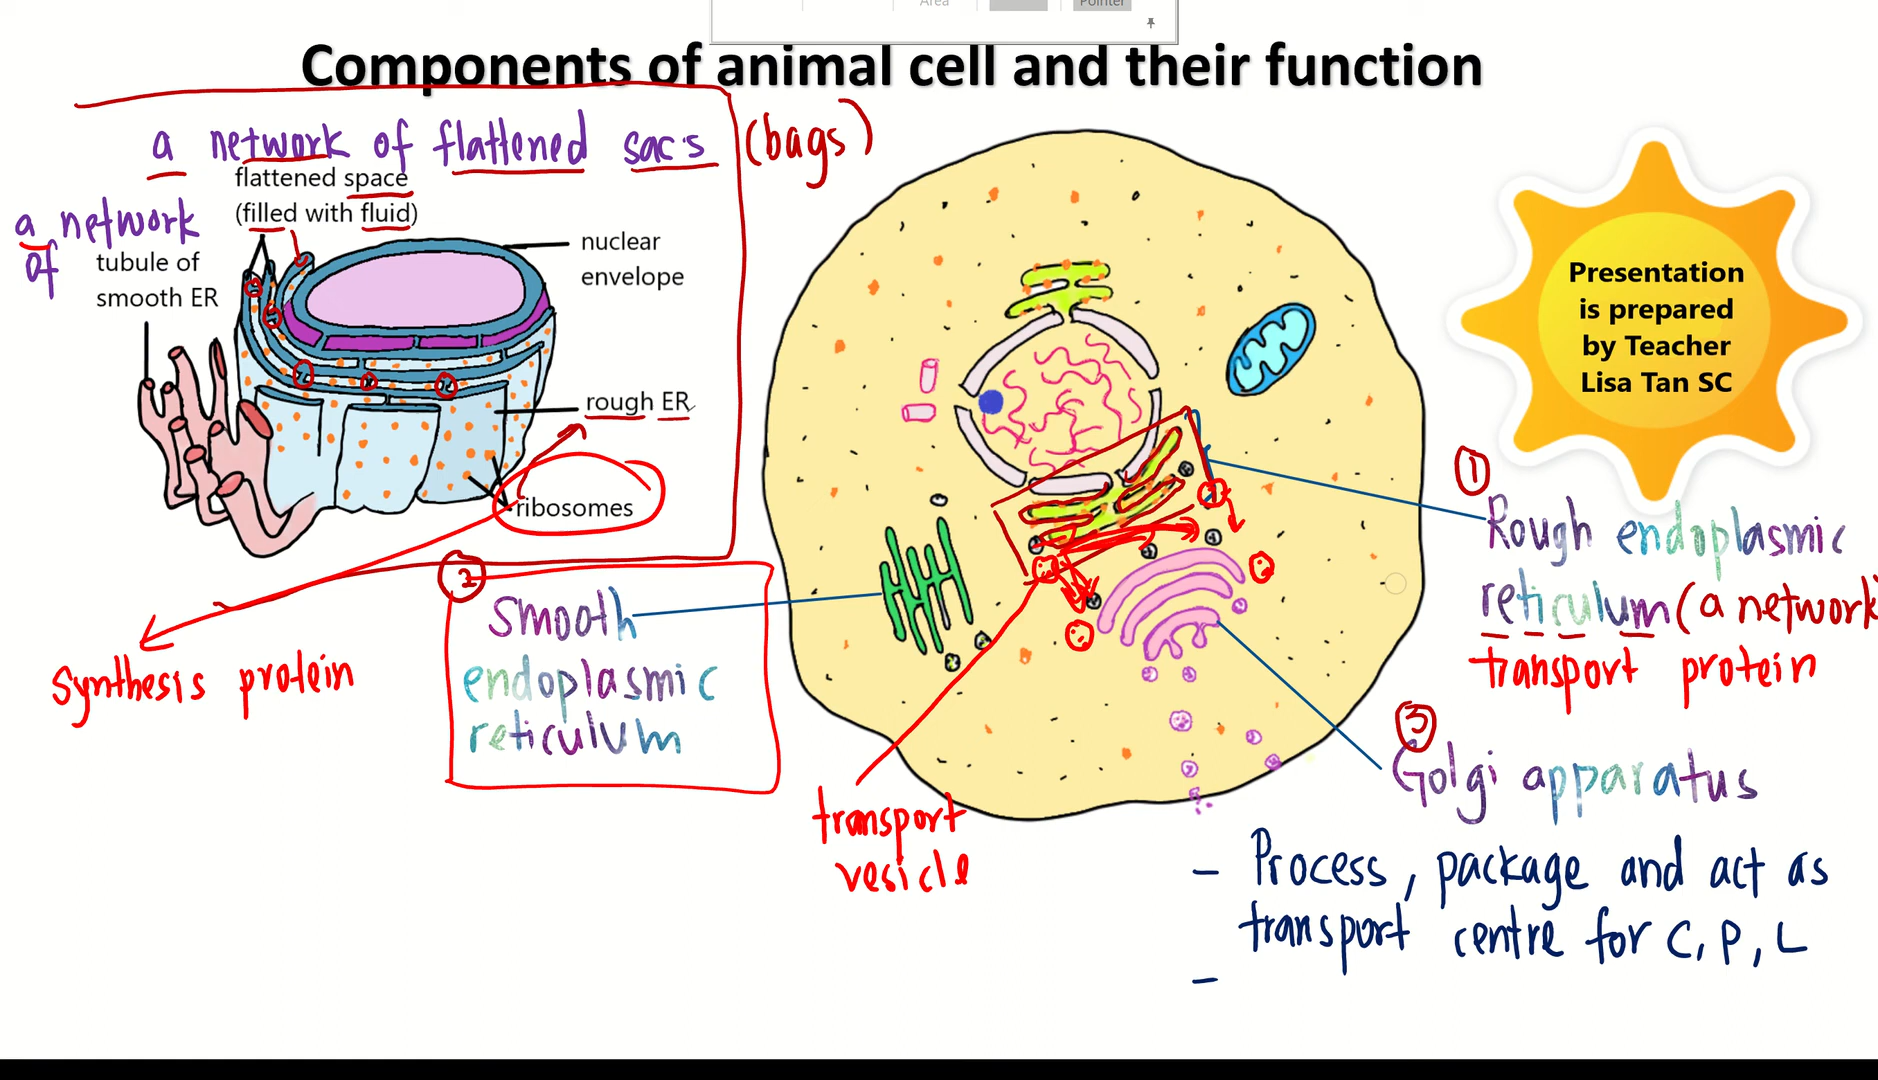 Area
Pointer
Components of animal cell and their function
a network of flattened sacs (bags)
flattened space
(filled with fluid)
a network
of
tubule of
smooth ER
nuclear
envelope
rough ER
ribosomes
synthesis protein
2
Smooth
endoplasmic
reticulum
transport
vesicle
Presentation
is prepared
by Teacher
Lisa Tan SC
1
Rough endoplasmic
reticulum (a network
transport protein
3
Golgi apparatus
- Process, package and act as
transport centre for C, P, L
-